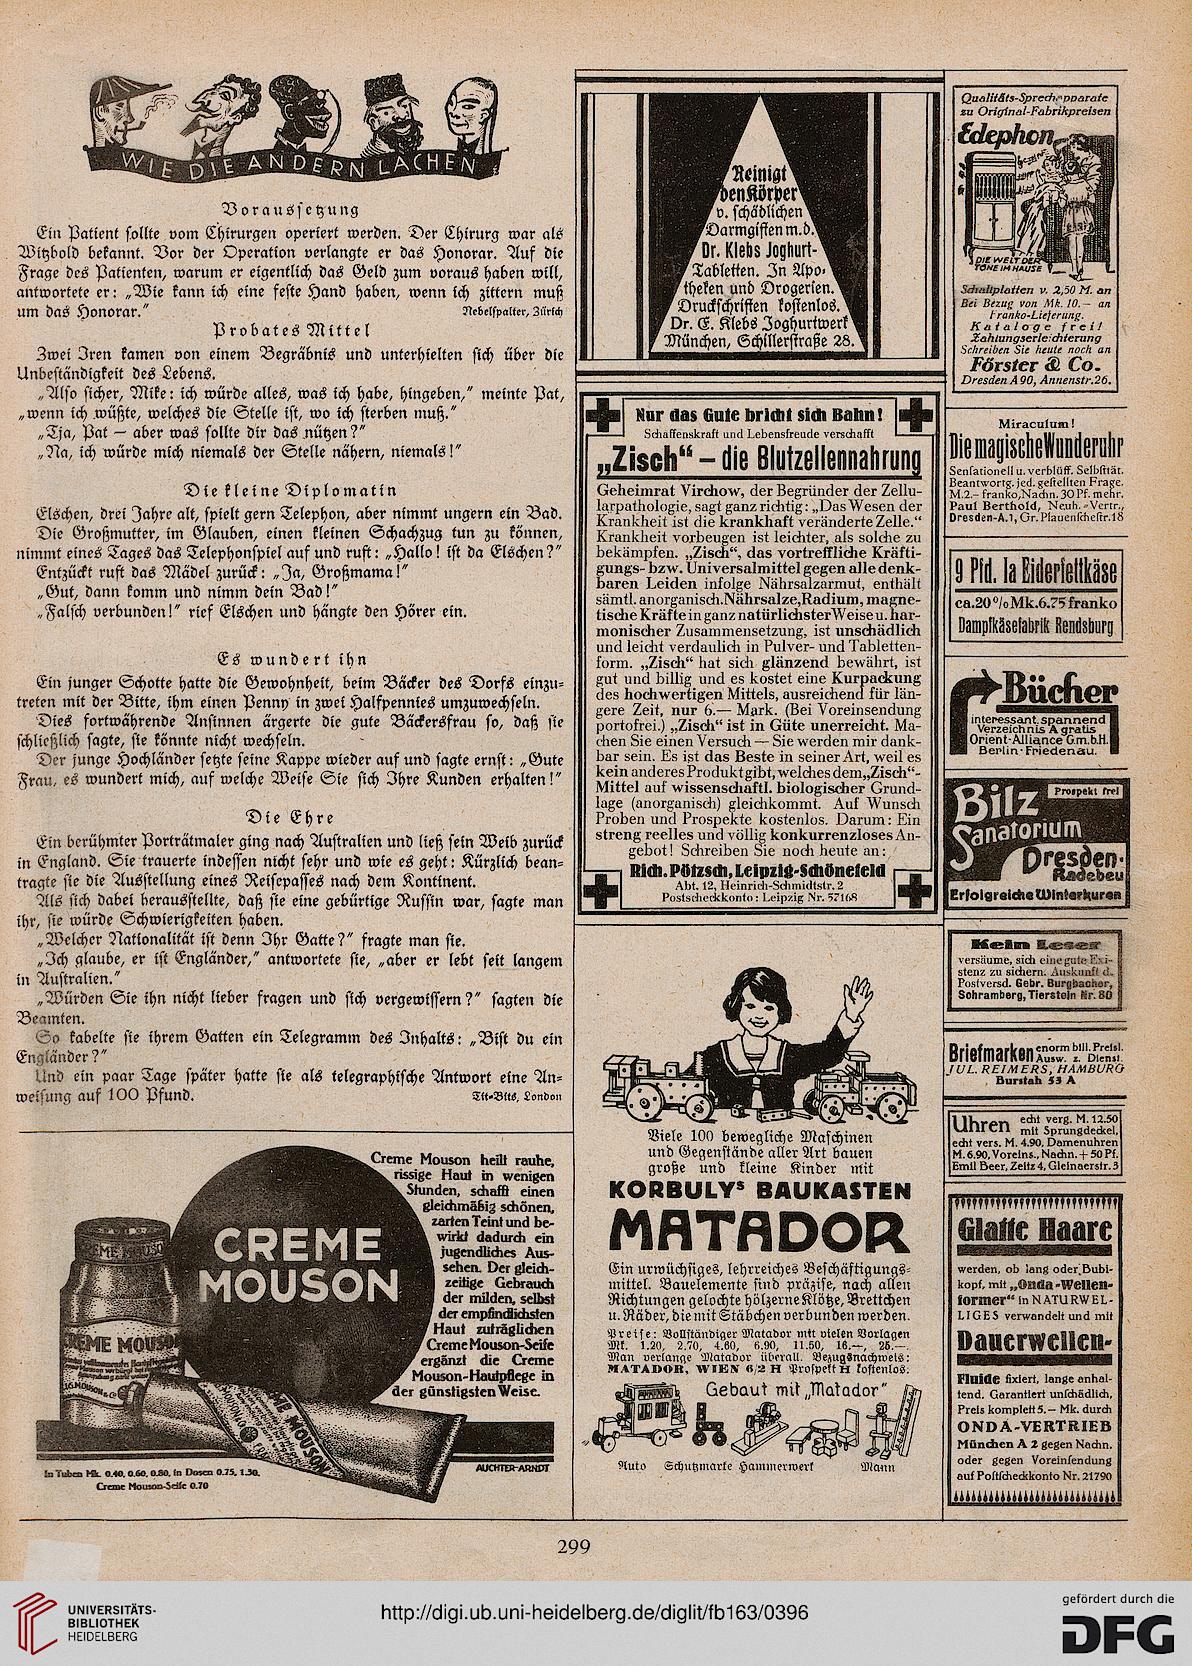 WIE DIE ANDERN LACHEN
Voraussetzung
Ein Patient sollte vom Chirurgen operiert werden. Der Chirurg war als
Witzbold bekannt. Vor der Operation verlangte er das Honorar. Auf die
Frage des Patienten, warum er eigentlich das Geld zum voraus haben will,
antwortete er: „Wie kann ich eine feste Hand haben, wenn ich zittern muß
um das Honorar."
Nebelspalter, Zürich
Probates Mittel
Zwei Iren kamen von einem Begräbnis und unterhielten sich über die
Unbeständigkeit des Lebens.
„Also sicher, Mike: ich würde alles, was ich habe, hingeben," meinte Pat,
„wenn ich wüßte, welches die Stelle ist, wo ich sterben muß."
„Tja, Pat — aber was sollte dir das nützen?"
„Na, ich würde mich niemals der Stelle nähern, niemals!"
Die kleine Diplomatin
Elschen, drei Jahre alt, spielt gern Telephon, aber nimmt ungern ein Bad.
Die Großmutter, im Glauben, einen kleinen Schachzug tun zu können,
nimmt eines Tages das Telephonspiel auf und ruft: „Hallo! ist da Elschen?"
Entzückt ruft das Mädel zurück: „Ja, Großmama!"
„Gut, dann komm und nimm dein Bad!"
„Falsch verbunden!" rief Elschen und hängte den Hörer ein.
Es wundert ihn
Ein junger Schotte hatte die Gewohnheit, beim Bäcker des Dorfs einzu=
treten mit der Bitte, ihm einen Penny in zwei Halfpennies umzuwechseln.
Dies fortwährende Ansinnen ärgerte die gute Bäckersfrau so, daß sie
schließlich sagte, sie könnte nicht wechseln.
Der junge Hochländer setzte seine Kappe wieder auf und sagte ernst: „Gute
Frau, es wundert mich, auf welche Weise Sie sich Ihre Kunden erhalten!"
Die Ehre
Ein berühmter Porträtmaler ging nach Australien und ließ sein Weib zurück
in England. Sie trauerte indessen nicht sehr und wie es geht: Kürzlich bean=
tragte sie die Ausstellung eines Reisepasses nach dem Kontinent.
Als sich dabei herausstellte, daß sie eine gebürtige Russin war, sagte man
ihr, sie würde Schwierigkeiten haben.
„Welcher Nationalität ist denn Ihr Gatte?" fragte man sie.
„Ich glaube, er ist Engländer," antwortete sie, „aber er lebt seit langem
in Australien."
„Würden Sie ihn nicht lieber fragen und sich vergewissern?" sagten die
Beamten.
So kabelte sie ihrem Gatten ein Telegramm des Inhalts: „Bist du ein
Engländer?"
Und ein paar Tage später hatte sie als telegraphische Antwort eine An=
weisung auf 100 Pfund.
Tit=Bits, London
Creme Mouson heilt rauhe,
rissige Haut in wenigen
Stunden, schafft einen
gleichmäßig schönen,
zarten Teint und be-
wirkt dadurch ein
jugendliches Aus-
sehen. Der gleich-
zeitige Gebrauch
der milden, selbst
der empfindlichsten
Haut zuträglichen
Creme Mouson-Seife
ergänzt die Creme
Mouson-Hautpflege in
der günstigsten Weise.
CREME
MOUSON
CREME MOUSON
CREME MOUSON
AUCHTER-ARNDT
In Tuben Mk. 0.40, 0.60, 0.80, in Dosen 0.75, 1.30.
Creme Mouson-Seife 0.70
Reinigt
den Körper
v. schädlichen
Darmgiften m. d.
Dr. Klebs Joghurt-
Tabletten. In Apo=
theken und Drogerien.
Druckschriften kostenlos.
Dr. E. Klebs Joghurtwerk
München, Schillerstraße 28.
Nur das Gute bricht sich Bahn!
Schaffenskraft und Lebensfreude verschafft
„Zisch“ – die Blutzellennahrung
Geheimrat Virchow, der Begründer der Zellu-
larpathologie, sagt ganz richtig: „Das Wesen der
Krankheit ist die krankhaft veränderte Zelle.“
Krankheit vorbeugen ist leichter, als solche zu
bekämpfen. „Zisch“, das vortreffliche Kräfti-
gungs- bzw. Universalmittel gegen alle denk-
baren Leiden infolge Nährsalzarmut, enthält
sämtl. anorganisch. Nährsalze, Radium, magne-
tische Kräfte in ganz natürlichster Weise u. har-
monischer Zusammensetzung, ist unschädlich
und leicht verdaulich in Pulver- und Tabletten-
form. „Zisch“ hat sich glänzend bewährt, ist
gut und billig und es kostet eine Kurpackung
des hochwertigen Mittels, ausreichend für län-
gere Zeit, nur 6.— Mark. (Bei Voreinsendung
portofrei.) „Zisch“ ist in Güte unerreicht. Ma-
chen Sie einen Versuch — Sie werden mir dank-
bar sein. Es ist das Beste in seiner Art, weil es
kein anderes Produkt gibt, welches dem „Zisch“-
Mittel auf wissenschaftl. biologischer Grund-
lage (anorganisch) gleichkommt. Auf Wunsch
Proben und Prospekte kostenlos. Darum: Ein
streng reelles und völlig konkurrenzloses An-
gebot! Schreiben Sie noch heute an:
Rich. Pötzsch, Leipzig-Schönefeld
Abt. 12, Heinrich-Schmidtstr. 2
Postscheckkonto: Leipzig Nr. 57168
Viele 100 bewegliche Maschinen
und Gegenstände aller Art bauen
große und kleine Kinder mit
KORBULYS BAUKASTEN
MATADOR
Ein urwüchsiges, lehrreiches Beschäftigungs=
mittel. Bauelemente sind präzise, nach allen
Richtungen gelochte hölzerne Klötze, Brettchen
u. Räder, die mit Stäbchen verbunden werden.
Preise: Vollständiger Matador mit vielen Vorlagen
Mk. 1.20, 2.70, 4.60, 6.90, 11.50, 16.—, 25.—.
Man verlange Matador überall. Bezugsnachweis:
MATADOR, WIEN 6/2 H Prospekt H kostenlos.
Gebaut mit „Matador“
Auto Schutzmarke Hammerwerk Mann
Qualitäts-Sprechapparate
zu Original-Fabrikpreisen
Edephon
DIE WELT DER
TÖNE IM HAUSE
Schallplatten v. 2,50 M. an
Bei Bezug von Mk. 10.— an
Franko-Lieferung.
Kataloge frei!
Zahlungserleichterung
Schreiben Sie heute noch an
Förster & Co.
Dresden A 90, Annenstr. 26.
Miraculum!
Die magische Wunderuhr
Sensationell u. verblüff. Selbsttät.
Beantwortg. jed. gestellten Frage.
M. 2.– franko, Nachn. 30 Pf. mehr.
Paul Berthold, Neuh.-Vertr.,
Dresden-A. 1, Gr. Plauenschestr. 18
9 Pfd. Ia Eiderfettkäse
ca. 20% Mk. 6.75 franko
Dampfkäsefabrik Rendsburg
Bücher
interessant, spannend
Verzeichnis A gratis
Orient-Alliance G.m.b.H.
Berlin-Friedenau.
Bilz
Prospekt frei
Sanatorium
Dresden-
Radebeul
Erfolgreiche Winterkuren
Kein Leser
versäume, sich eine gute Exi-
stenz zu sichern. Auskunft d.
Postversd. Gebr. Burgbacher,
Schramberg, Tierstein Nr. 80
Briefmarken enorm bill. Preisl.
Ausw. z. Dienst.
JUL. REIMERS, HAMBURG
Burstah 53 A
Uhren echt verg. M. 12.50
mit Sprungdeckel,
echt vers. M. 4.90, Damenuhren
M. 6.90, Voreins., Nachn. + 50 Pf.
Emil Beer, Zeitz 4, Gleinaerstr. 3
Glatte Haare
werden, ob lang oder Bubi-
kopf, mit „Onda-Wellen-
former“ in NATURWEL-
LIGES verwandelt und mit
Dauerwellen-
Fluide fixiert, lange anhal-
tend. Garantiert unschädlich,
Preis komplett 5.— Mk. durch
ONDA-VERTRIEB
München A 2 gegen Nachn.
oder gegen Voreinsendung
auf Postscheckkonto Nr. 21790
299
UNIVERSITÄTS-
BIBLIOTHEK
HEIDELBERG
http://digi.ub.uni-heidelberg.de/diglit/fb163/0396
gefördert durch die
DFG